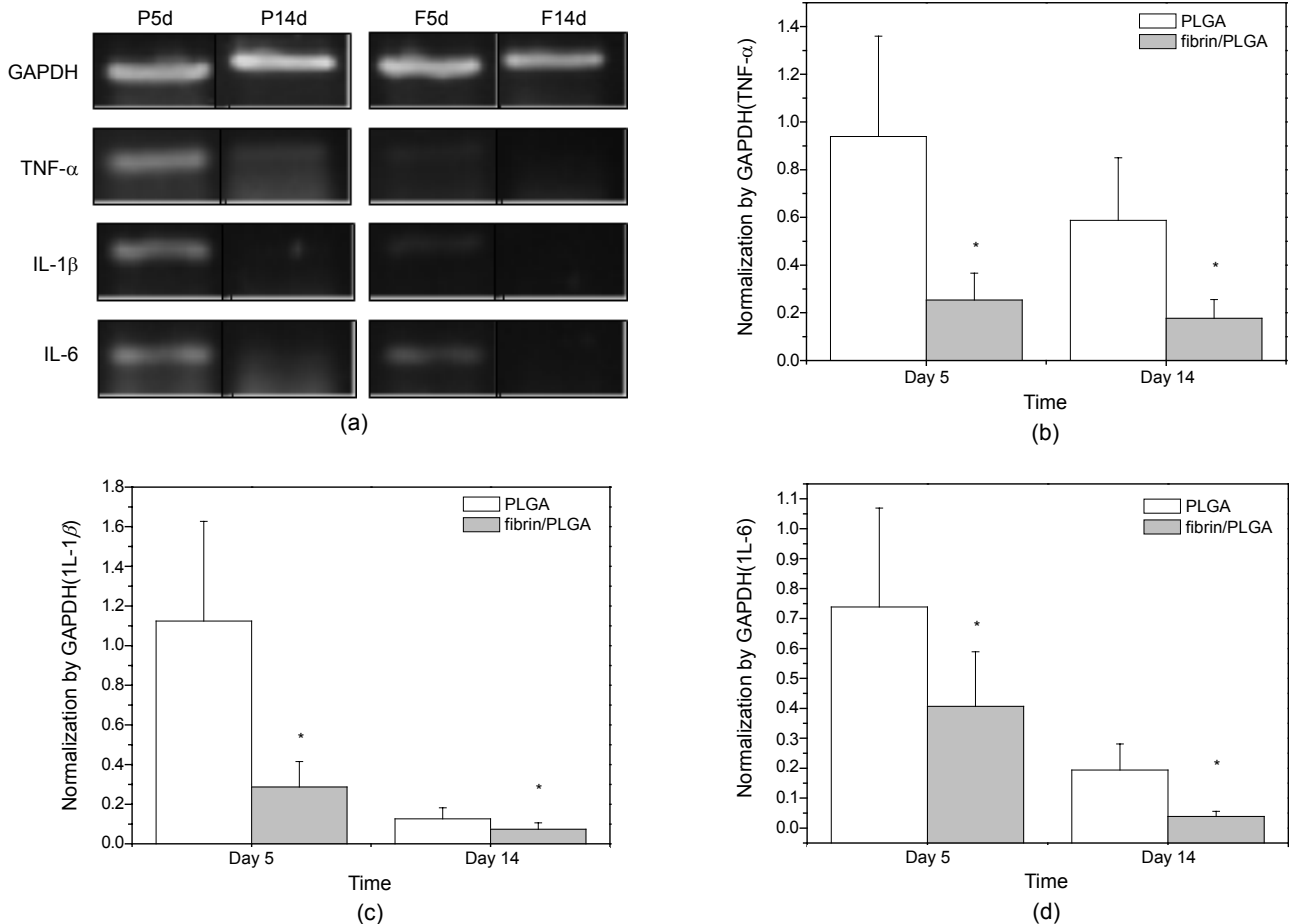 P5d P14d F5d F14d
GAPDH
TNF-α
IL-1β
IL-6
(a)
PLGA
fibrin/PLGA
Normalization by GAPDH(TNF-α)
1.4
1.2
1.0
0.8
0.6
0.4
0.2
0.0
*
*
Day 5 Day 14
Time
(b)
PLGA
fibrin/PLGA
Normalization by GAPDH(1L-1β)
1.8
1.6
1.4
1.2
1.0
0.8
0.6
0.4
0.2
0.0
*
*
Day 5 Day 14
Time
(c)
PLGA
fibrin/PLGA
Normalization by GAPDH(1L-6)
1.1
1.0
0.9
0.8
0.7
0.6
0.5
0.4
0.3
0.2
0.1
0.0
*
*
Day 5 Day 14
Time
(d)